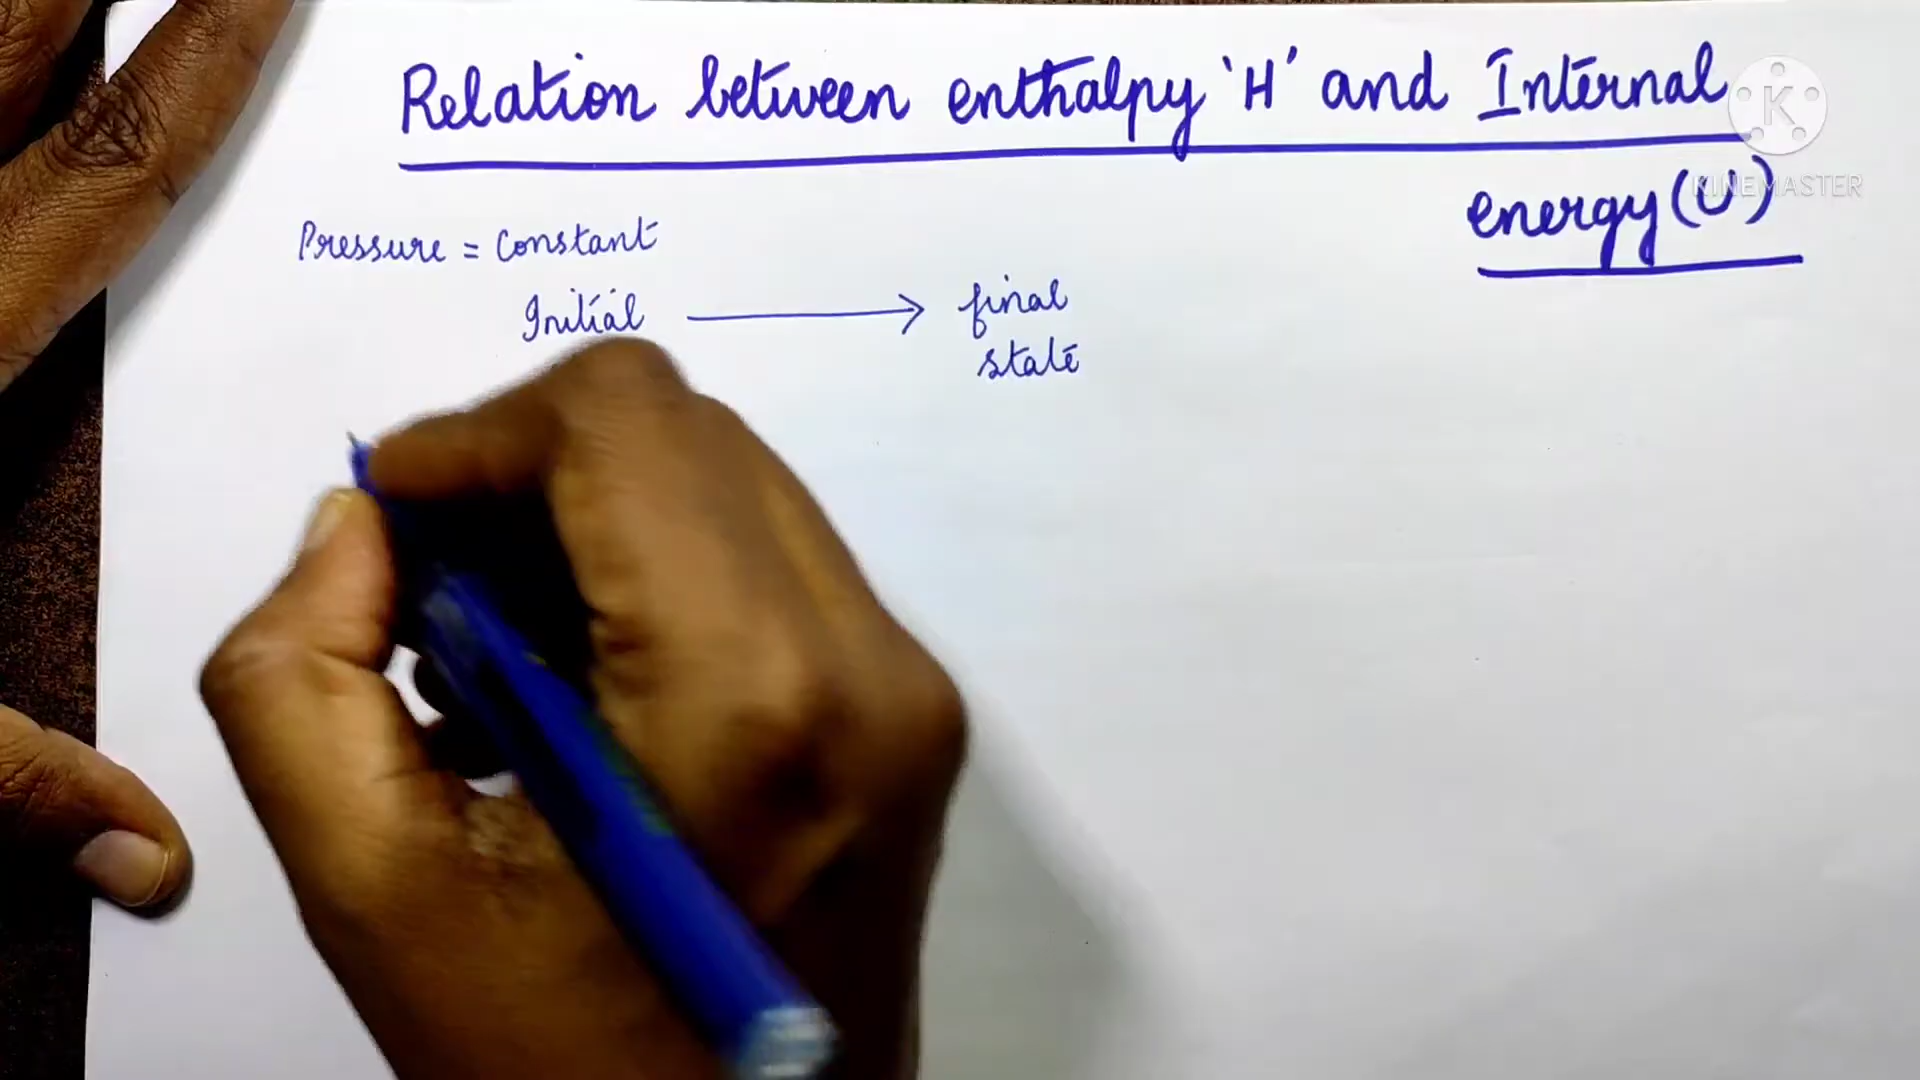 Relation between enthalpy 'H' and Internal
energy (U)
Pressure = Constant
Initial → final
state
K
KINEMASTER